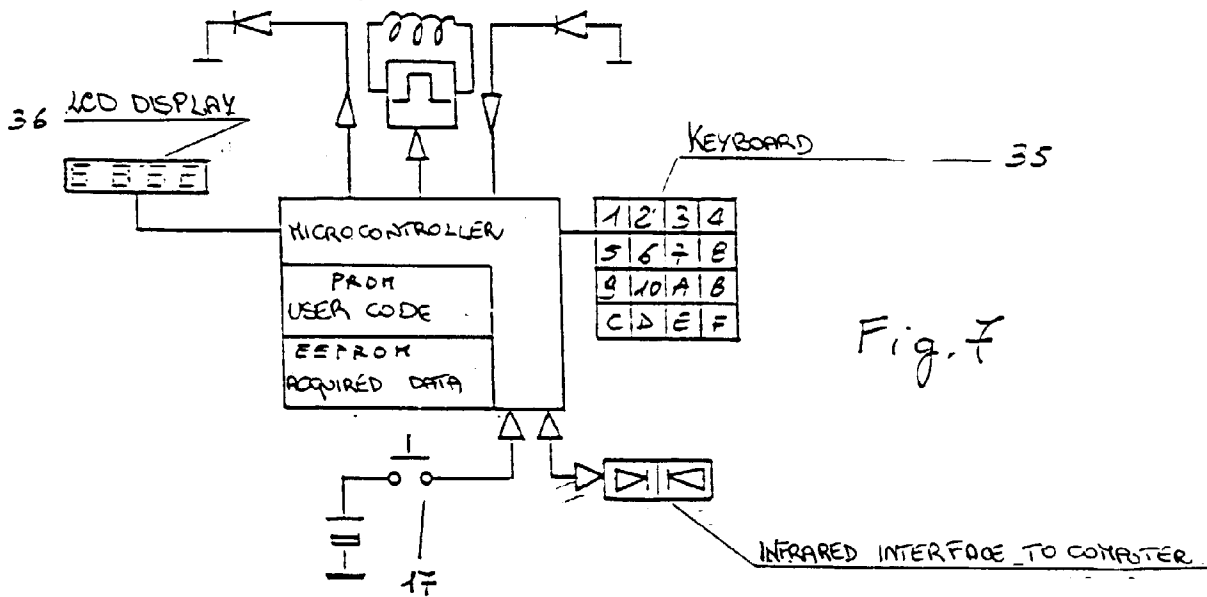 36 LCD DISPLAY
KEYBOARD 35
MICROCONTROLLER
PROM
USER CODE
EEPROM
ACQUIRED DATA
1 2 3 4
5 6 7 8
9 10 A B
C D E F
Fig. 7
17
INFRARED INTERFACE TO COMPUTER